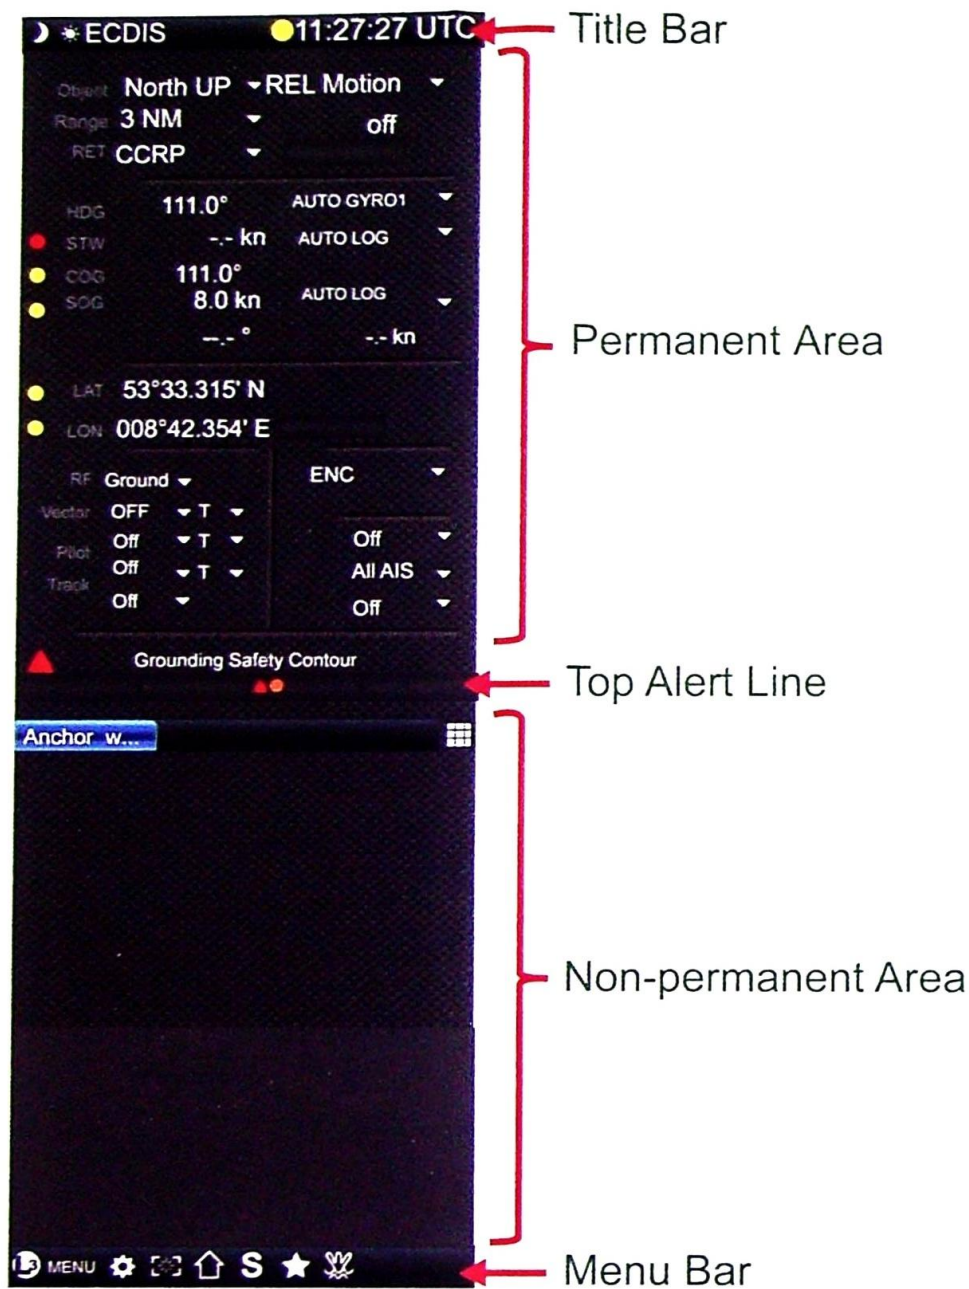 ECDIS 11:27:27 UTC
Title Bar
Object North UP REL Motion
Range 3 NM off
RET CCRP
HDG 111.0° AUTO GYRO1
STW -.- kn AUTO LOG
COG 111.0°
SOG 8.0 kn AUTO LOG
--.- ° -.- kn
Permanent Area
LAT 53°33.315' N
LON 008°42.354' E
RF Ground ENC
Vector OFF T
Off T Off
Pilot
Off T All AIS
Track
Off Off
Grounding Safety Contour
Top Alert Line
Anchor w...
Non-permanent Area
L3 MENU S
Menu Bar